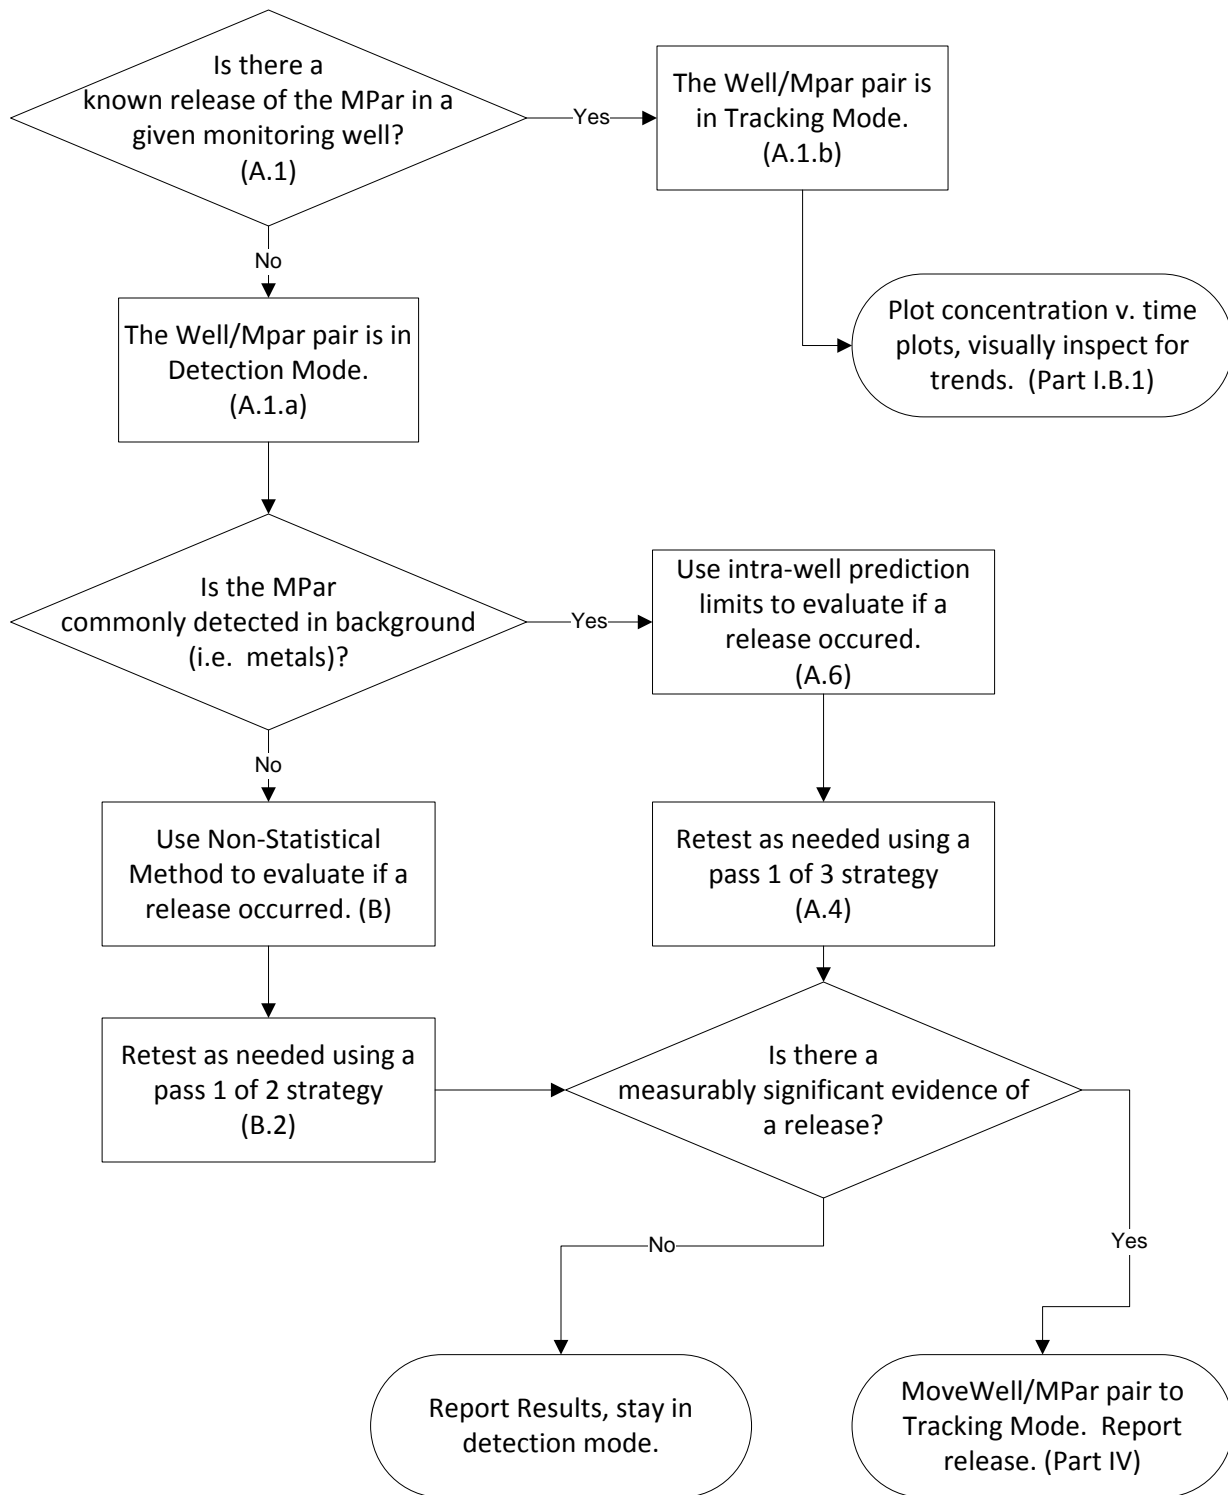 Is there a
known release of the MPar in a
given monitoring well?
(A.1)
Yes
The Well/Mpar pair is
in Tracking Mode.
(A.1.b)
No
Plot concentration v. time
plots, visually inspect for
trends.  (Part I.B.1)
The Well/Mpar pair is in
Detection Mode.
(A.1.a)
Is the MPar
commonly detected in background
(i.e.  metals)?
Yes
Use intra-well prediction
limits to evaluate if a
release occured.
(A.6)
No
Use Non-Statistical
Method to evaluate if a
release occurred. (B)
Retest as needed using a
pass 1 of 3 strategy
(A.4)
Retest as needed using a
pass 1 of 2 strategy
(B.2)
Is there a
measurably significant evidence of
a release?
No
Yes
Report Results, stay in
detection mode.
MoveWell/MPar pair to
Tracking Mode.  Report
release. (Part IV)